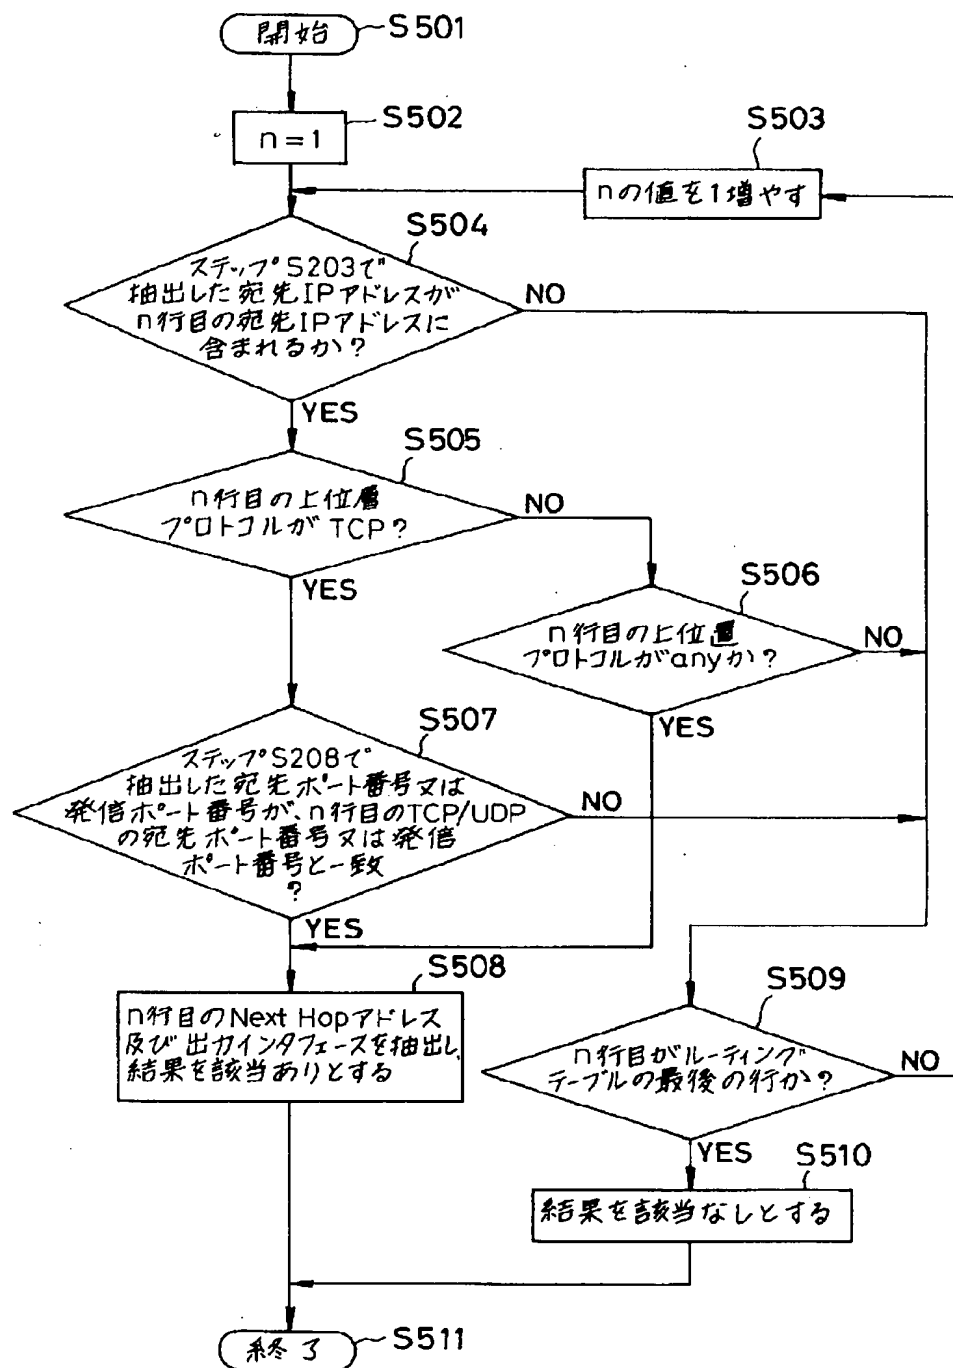 開始
S501
S502
n=1
S503
nの値を1増やす
S504
ステップS203で
抽出した宛先IPアドレスが
n行目の宛先IPアドレスに
含まれるか?
NO
YES
S505
n行目の上位層
プロトコルがTCP?
NO
YES
S506
n行目の上位置
プロトコルがanyか?
NO
YES
S507
ステップS208で
抽出した宛先ポート番号又は
発信ポート番号が、n行目のTCP/UDP
の宛先ポート番号又は発信
ポート番号と一致
?
NO
YES
S508
n行目のNext Hopアドレス
及び出力インタフェースを抽出し、
結果を該当ありとする
S509
n行目がルーティング
テーブルの最後の行か?
NO
YES
S510
結果を該当なしとする
終了
S511